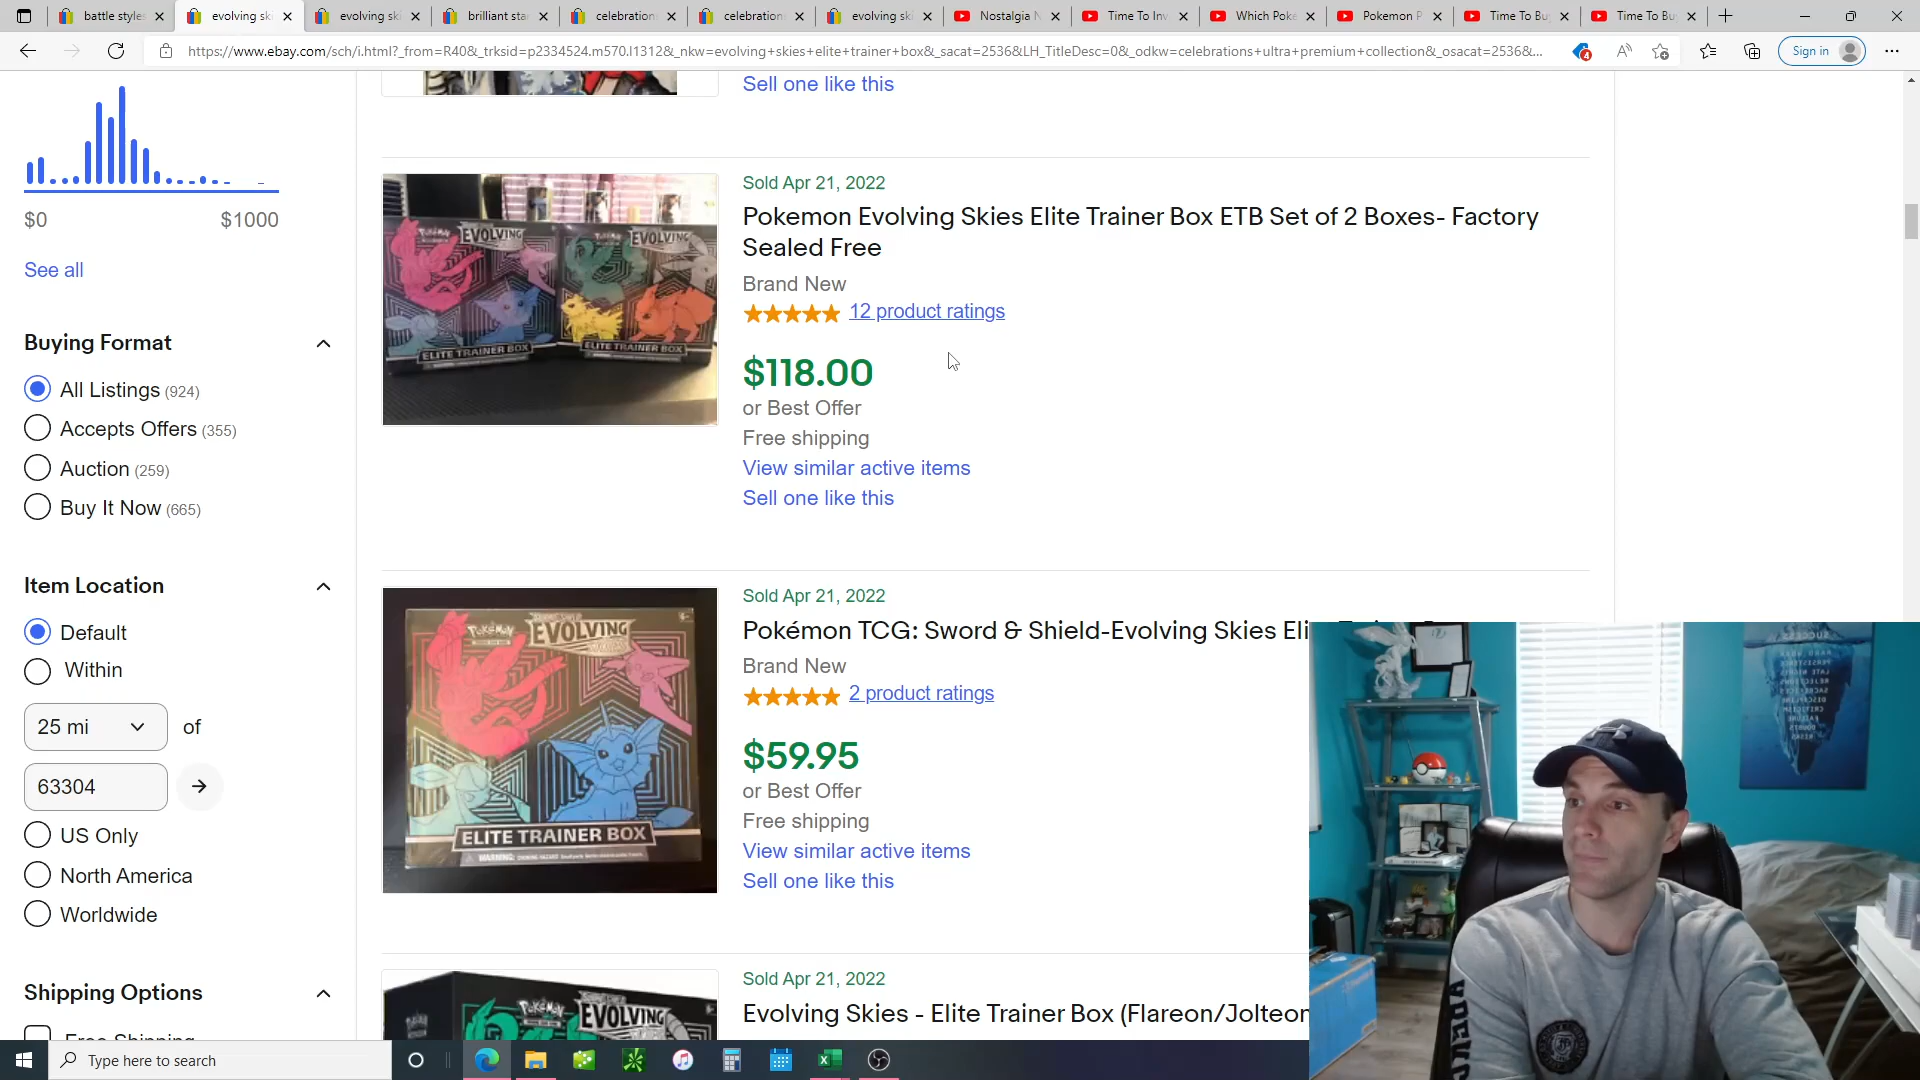 battle styles
evolving sk
evolving sk
brilliant sta
celebration
celebration
evolving sk
Nostalgia N
Time To Inv
Which Poke
Pokemon P
Time To Bu
Time To Bu
https://www.ebay.com/sch/i.html?_from=R40&_trksid=p2334524.m570.l1312&_nkw=evolving+skies+elite+trainer+box&_sacat=2536&LH_TitleDesc=0&_odkw=celebrations+ultra+premium+collection&_osacat=2536&...
4
Sign in
$0 $1000
See all
Buying Format
All Listings (924)
Accepts Offers (355)
Auction (259)
Buy It Now (665)
Item Location
Default
Within
25 mi of
63304
US Only
North America
Worldwide
Shipping Options
Free Shipping
Sell one like this
Sold Apr 21, 2022
Pokemon Evolving Skies Elite Trainer Box ETB Set of 2 Boxes- Factory
Sealed Free
Brand New
12 product ratings
$118.00
or Best Offer
Free shipping
View similar active items
Sell one like this
EVOLVING
EVOLVING
ELITE TRAINER BOX
ELITE TRAINER BOX
Sold Apr 21, 2022
Pokémon TCG: Sword & Shield-Evolving Skies Eli
Brand New
2 product ratings
$59.95
or Best Offer
Free shipping
View similar active items
Sell one like this
Pokémon
EVOLVING
ELITE TRAINER BOX
Sold Apr 21, 2022
Evolving Skies - Elite Trainer Box (Flareon/Jolteon
Pokémon
EVOLVING
SUCCESS
Type here to search